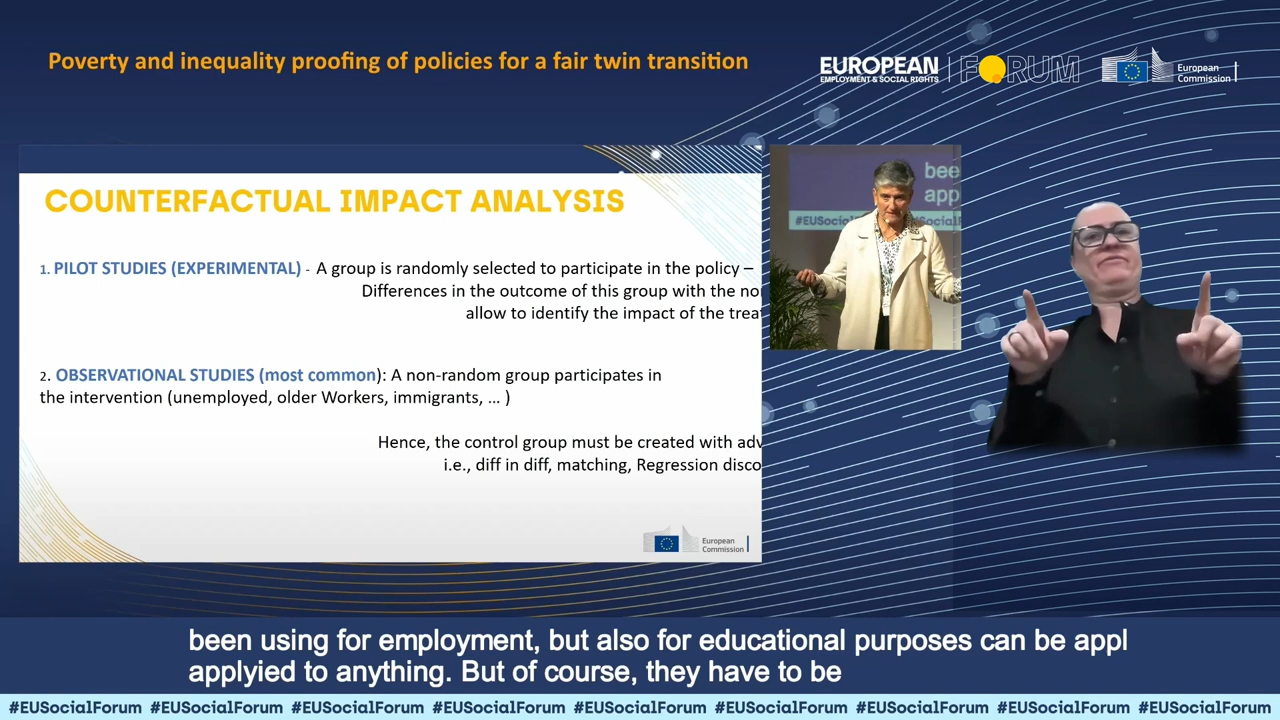 Poverty and inequality proofing of policies for a fair twin transition
EUROPEAN
EMPLOYMENT & SOCIAL RIGHTS
FORUM
European
Commission
COUNTERFACTUAL IMPACT ANALYSIS
1. PILOT STUDIES (EXPERIMENTAL) - A group is randomly selected to participate in the policy –
Differences in the outcome of this group with the
allow to identify the impact of the
2. OBSERVATIONAL STUDIES (most common): A non-random group participates in
the intervention (unemployed, older Workers, immigrants, ... )
Hence, the control group must be created with
i.e., diff in diff, matching, Regression
European
Commission
bee
app
#EUSocial
Social
been using for employment, but also for educational purposes can be appl
applyied to anything. But of course, they have to be
#EUSocialForum #EUSocialForum #EUSocialForum #EUSocialForum #EUSocialForum #EUSocialForum #EUSocialForum #EUSocialForum #EUSocialForum